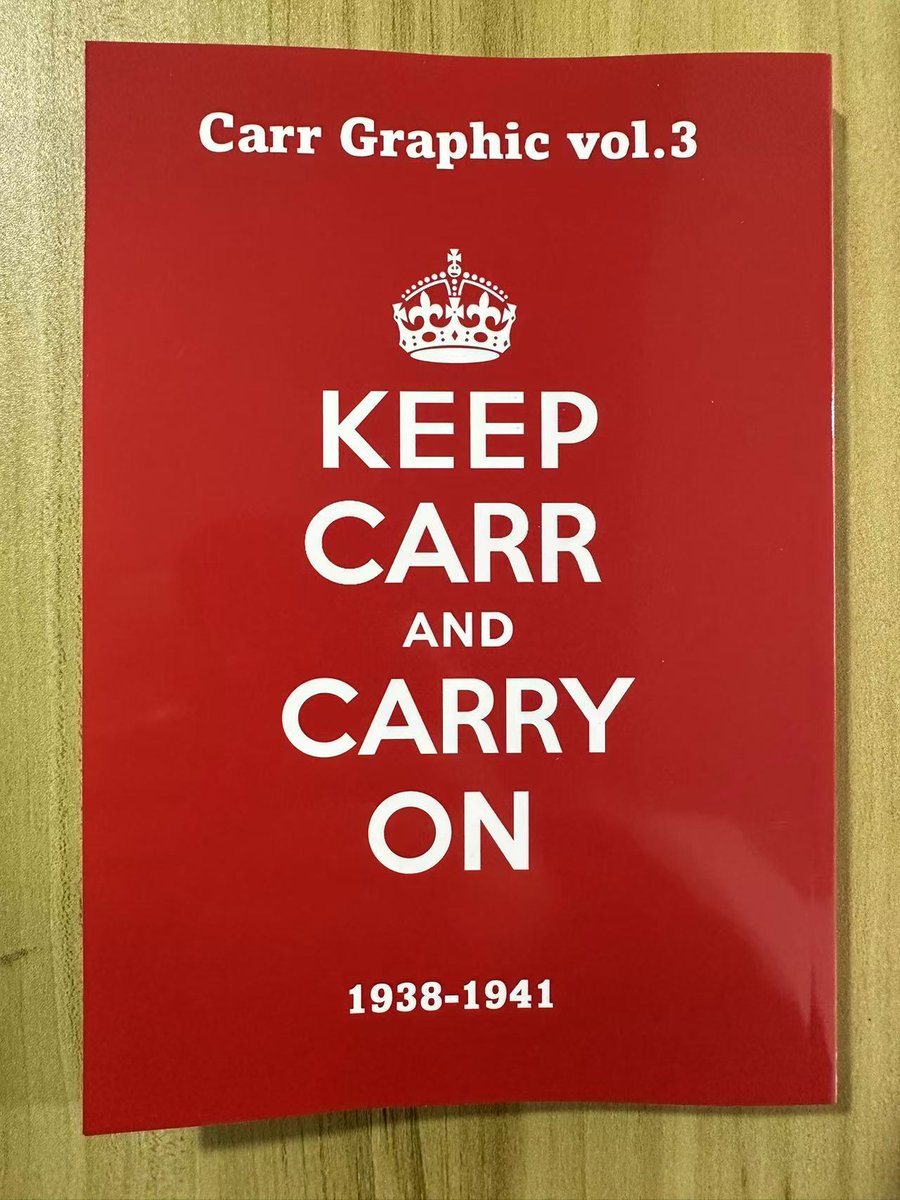 Carr Graphic vol.3
KEEP
CARR
AND
CARRY
ON
1938-1941